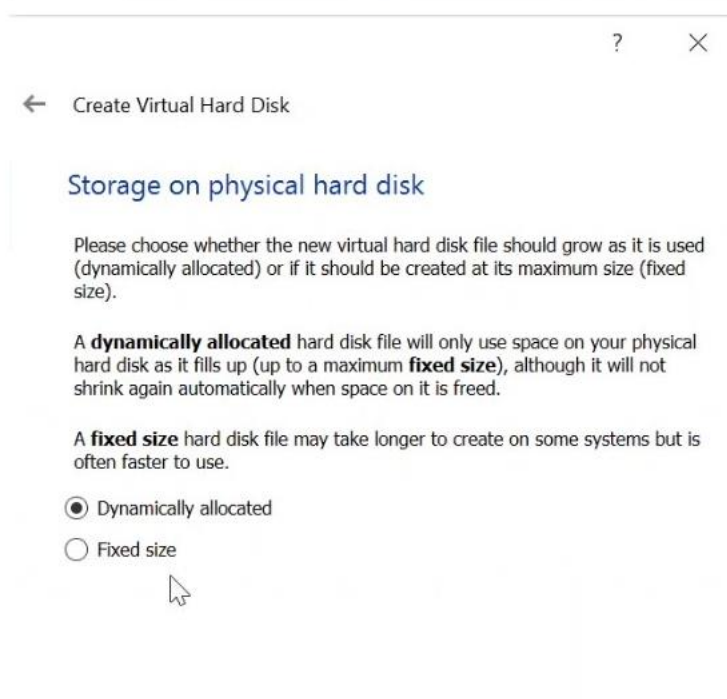 ?
Create Virtual Hard Disk
Storage on physical hard disk
Please choose whether the new virtual hard disk file should grow as it is used
(dynamically allocated) or if it should be created at its maximum size (fixed
size).
A dynamically allocated hard disk file will only use space on your physical
hard disk as it fills up (up to a maximum fixed size), although it will not
shrink again automatically when space on it is freed.
A fixed size hard disk file may take longer to create on some systems but is
often faster to use.
Dynamically allocated
Fixed size